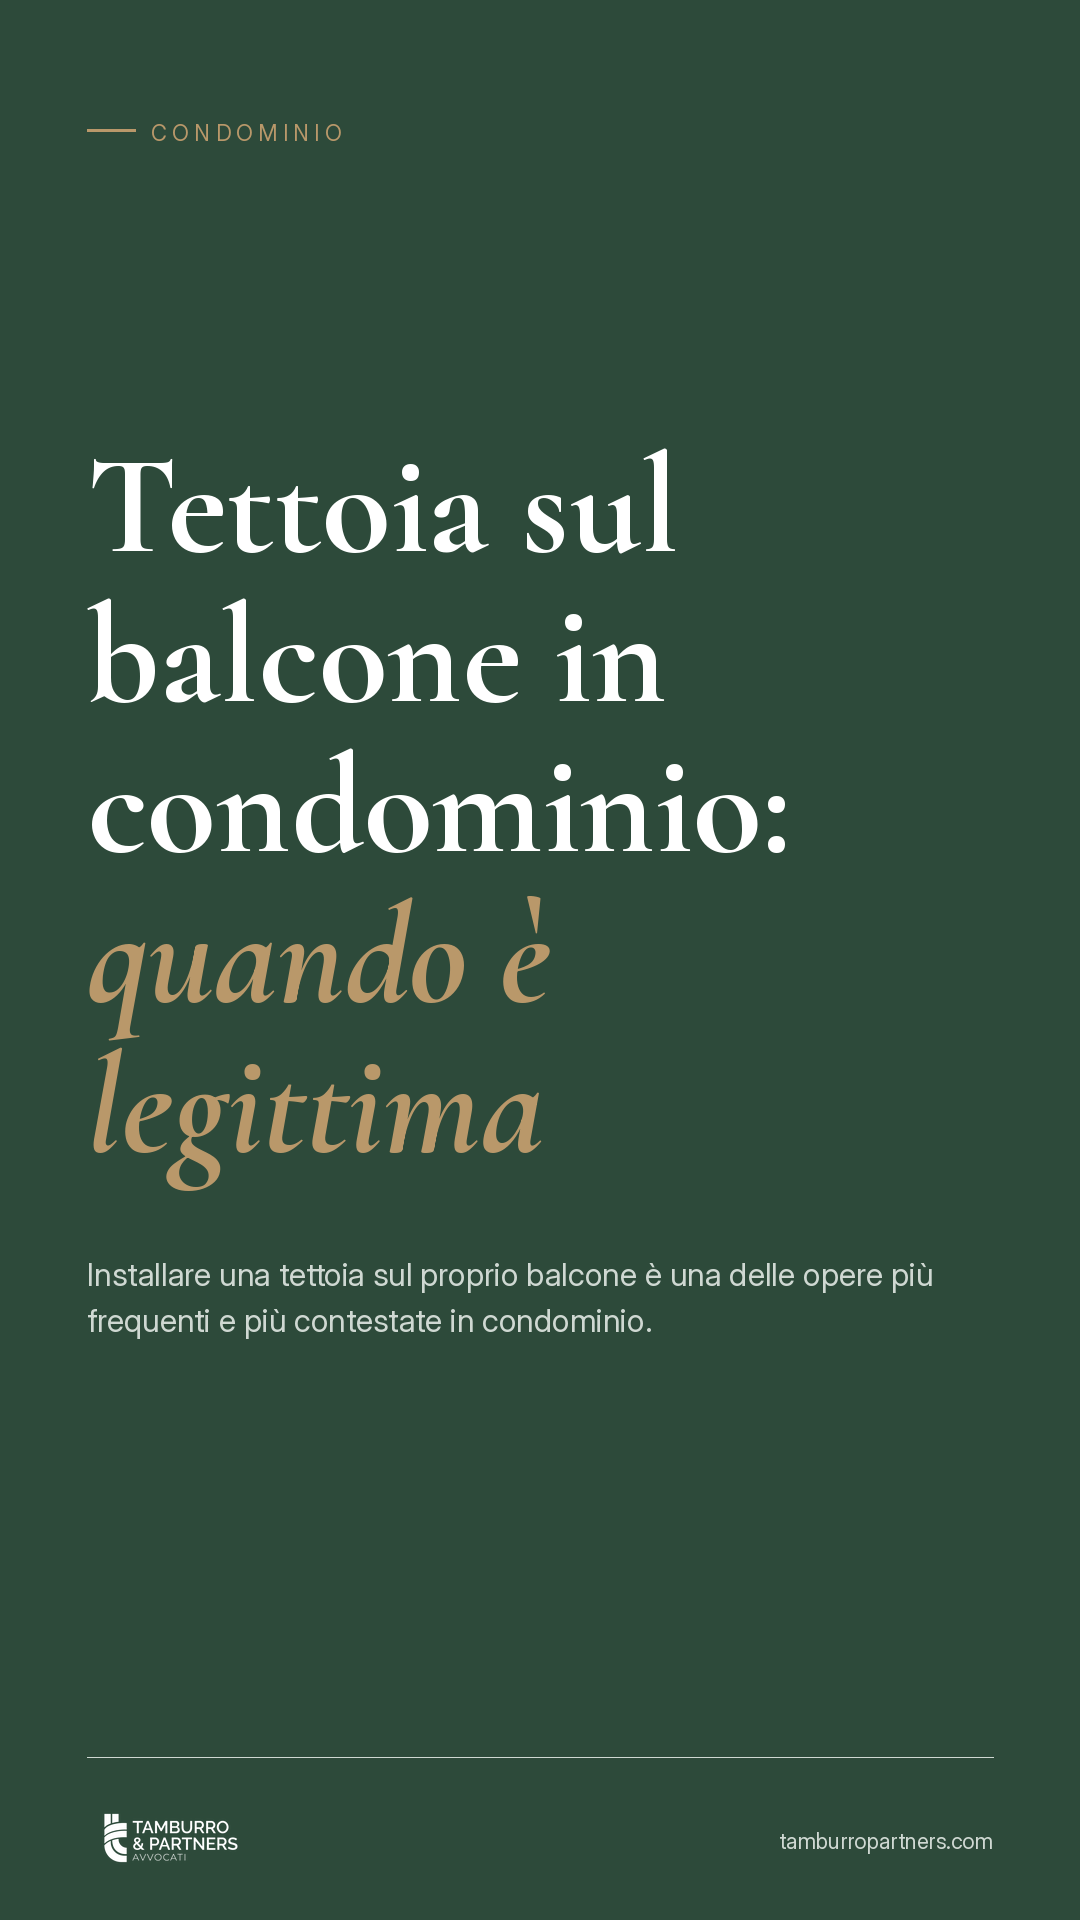 CONDOMINIO
Tettoia sul
balcone in
condominio:
quando è
legittima
Installare una tettoia sul proprio balcone è una delle opere più
frequenti e più contestate in condominio.
TAMBURRO
& PARTNERS
AVVOCATI
tamburropartners.com